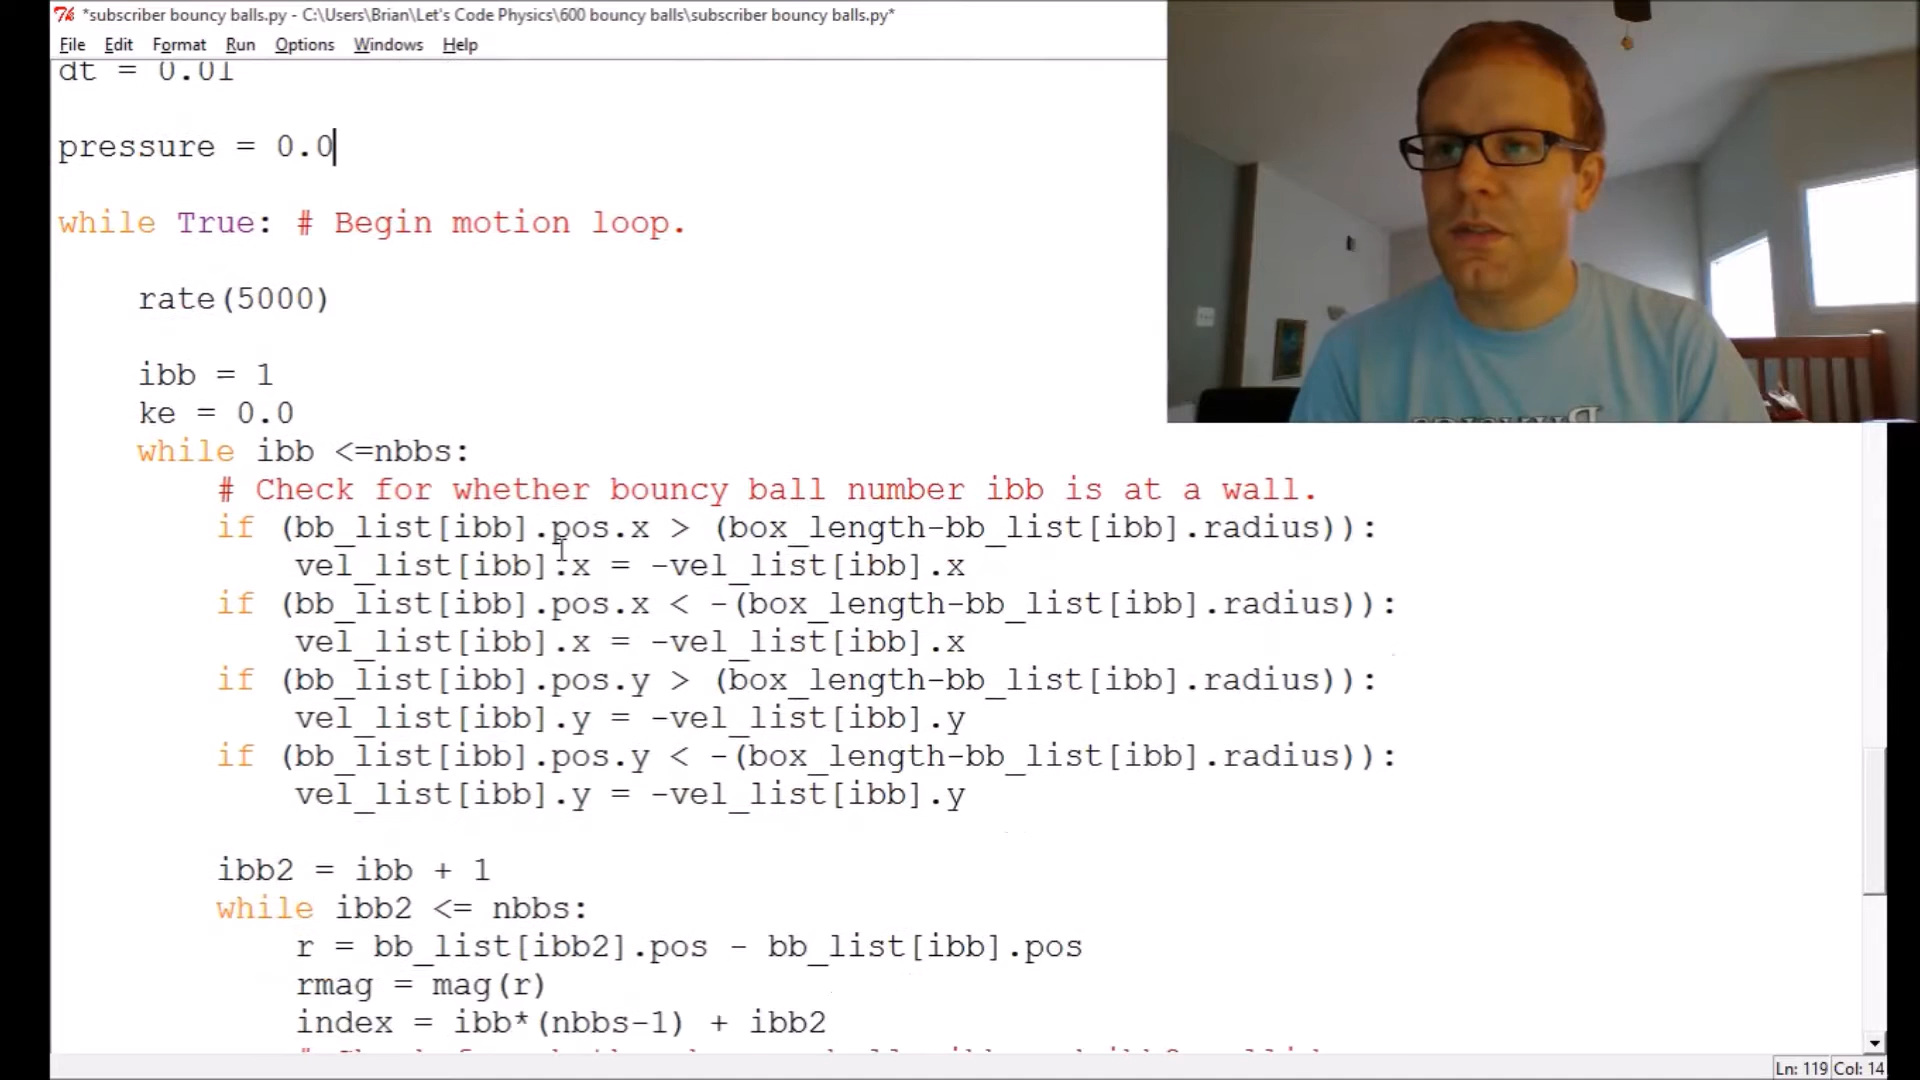 *subscriber bouncy balls.py - C:\Users\Brian\Let's Code Physics\600 bouncy balls\subscriber bouncy balls.py*
File Edit Format Run Options Windows Help
dt = 0.01
pressure = 0.0
while True: # Begin motion loop.
rate(5000)
ibb = 1
ke = 0.0
while ibb <=nbbs:
# Check for whether bouncy ball number ibb is at a wall.
if (bb_list[ibb].pos.x > (box_length-bb_list[ibb].radius)):
vel_list[ibb].x = -vel_list[ibb].x
if (bb_list[ibb].pos.x < -(box_length-bb_list[ibb].radius)):
vel_list[ibb].x = -vel_list[ibb].x
if (bb_list[ibb].pos.y > (box_length-bb_list[ibb].radius)):
vel_list[ibb].y = -vel_list[ibb].y
if (bb_list[ibb].pos.y < -(box_length-bb_list[ibb].radius)):
vel_list[ibb].y = -vel_list[ibb].y
ibb2 = ibb + 1
while ibb2 <= nbbs:
r = bb_list[ibb2].pos - bb_list[ibb].pos
rmag = mag(r)
index = ibb*(nbbs-1) + ibb2
Ln: 119 Col: 14